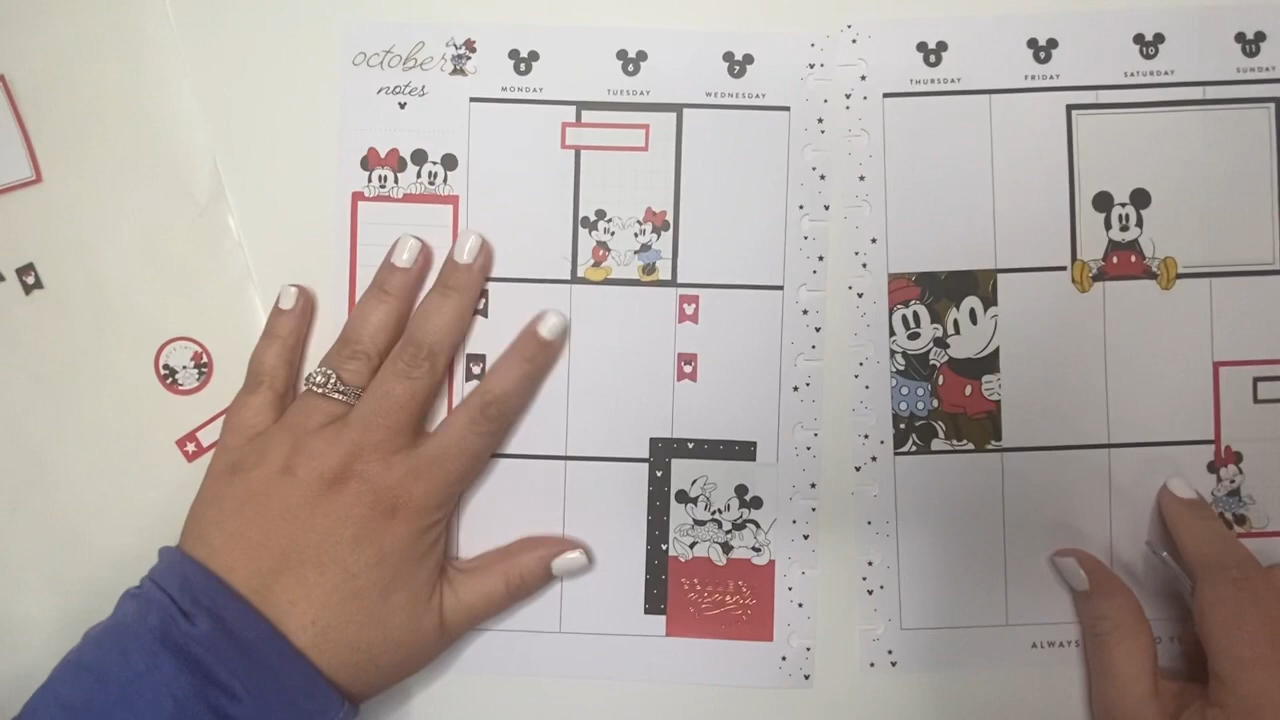 october
notes
5
MONDAY
6
TUESDAY
7
WEDNESDAY
8
THURSDAY
9
FRIDAY
10
SATURDAY
11
SUNDAY
ALWAYS